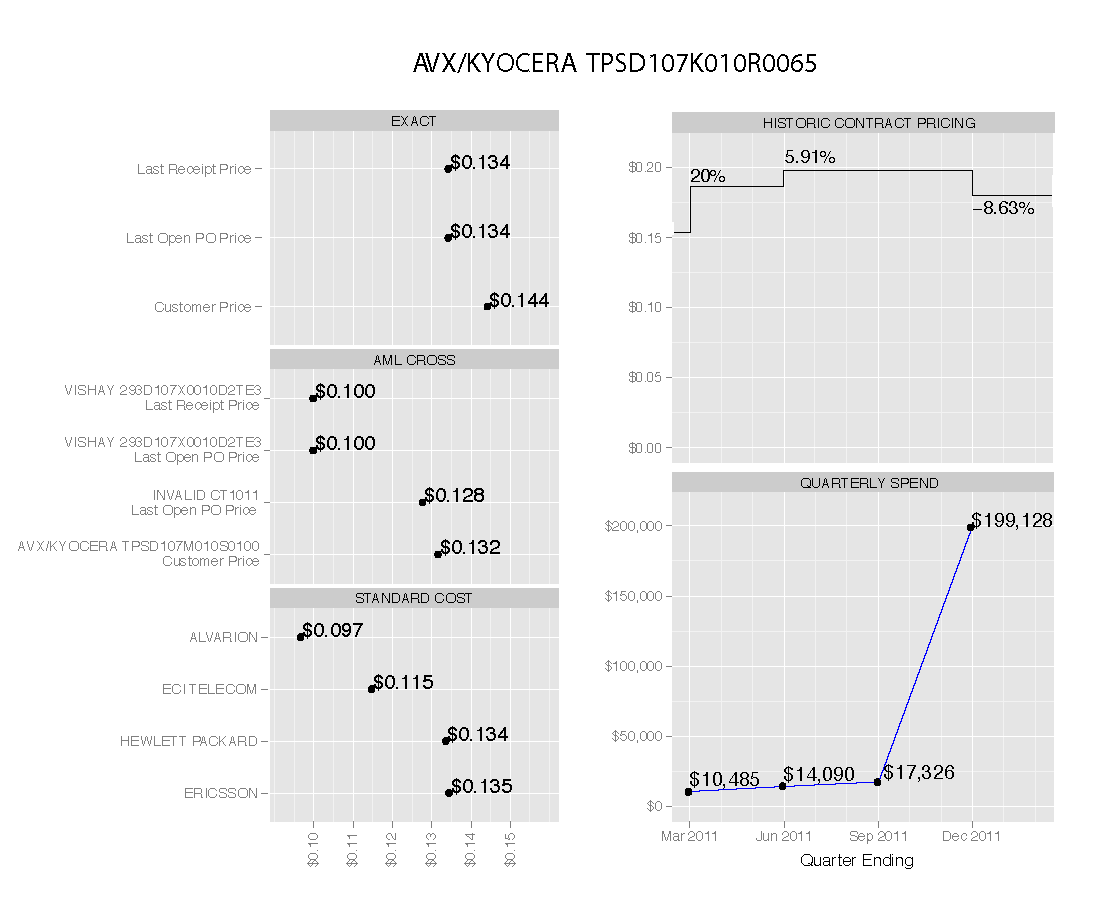 AVX/KYOCERA TPSD107K010R0065
EXACT
Last Receipt Price
$0.134
Last Open PO Price
$0.134
Customer Price
$0.144
AML CROSS
VISHAY 293D107X0010D2TE3
Last Receipt Price
$0.100
VISHAY 293D107X0010D2TE3
Last Open PO Price
$0.100
INVALID CT1011
Last Open PO Price
$0.128
AVX/KYOCERA TPSD107M010S0100
Customer Price
$0.132
STANDARD COST
ALVARION
$0.097
ECI TELECOM
$0.115
HEWLETT PACKARD
$0.134
ERICSSON
$0.135
$0.10
$0.11
$0.12
$0.13
$0.14
$0.15
HISTORIC CONTRACT PRICING
$0.20
$0.15
$0.10
$0.05
$0.00
20%
5.91%
−8.63%
QUARTERLY SPEND
$200,000
$150,000
$100,000
$50,000
$0
$10,485
$14,090
$17,326
$199,128
Mar 2011
Jun 2011
Sep 2011
Dec 2011
Quarter Ending